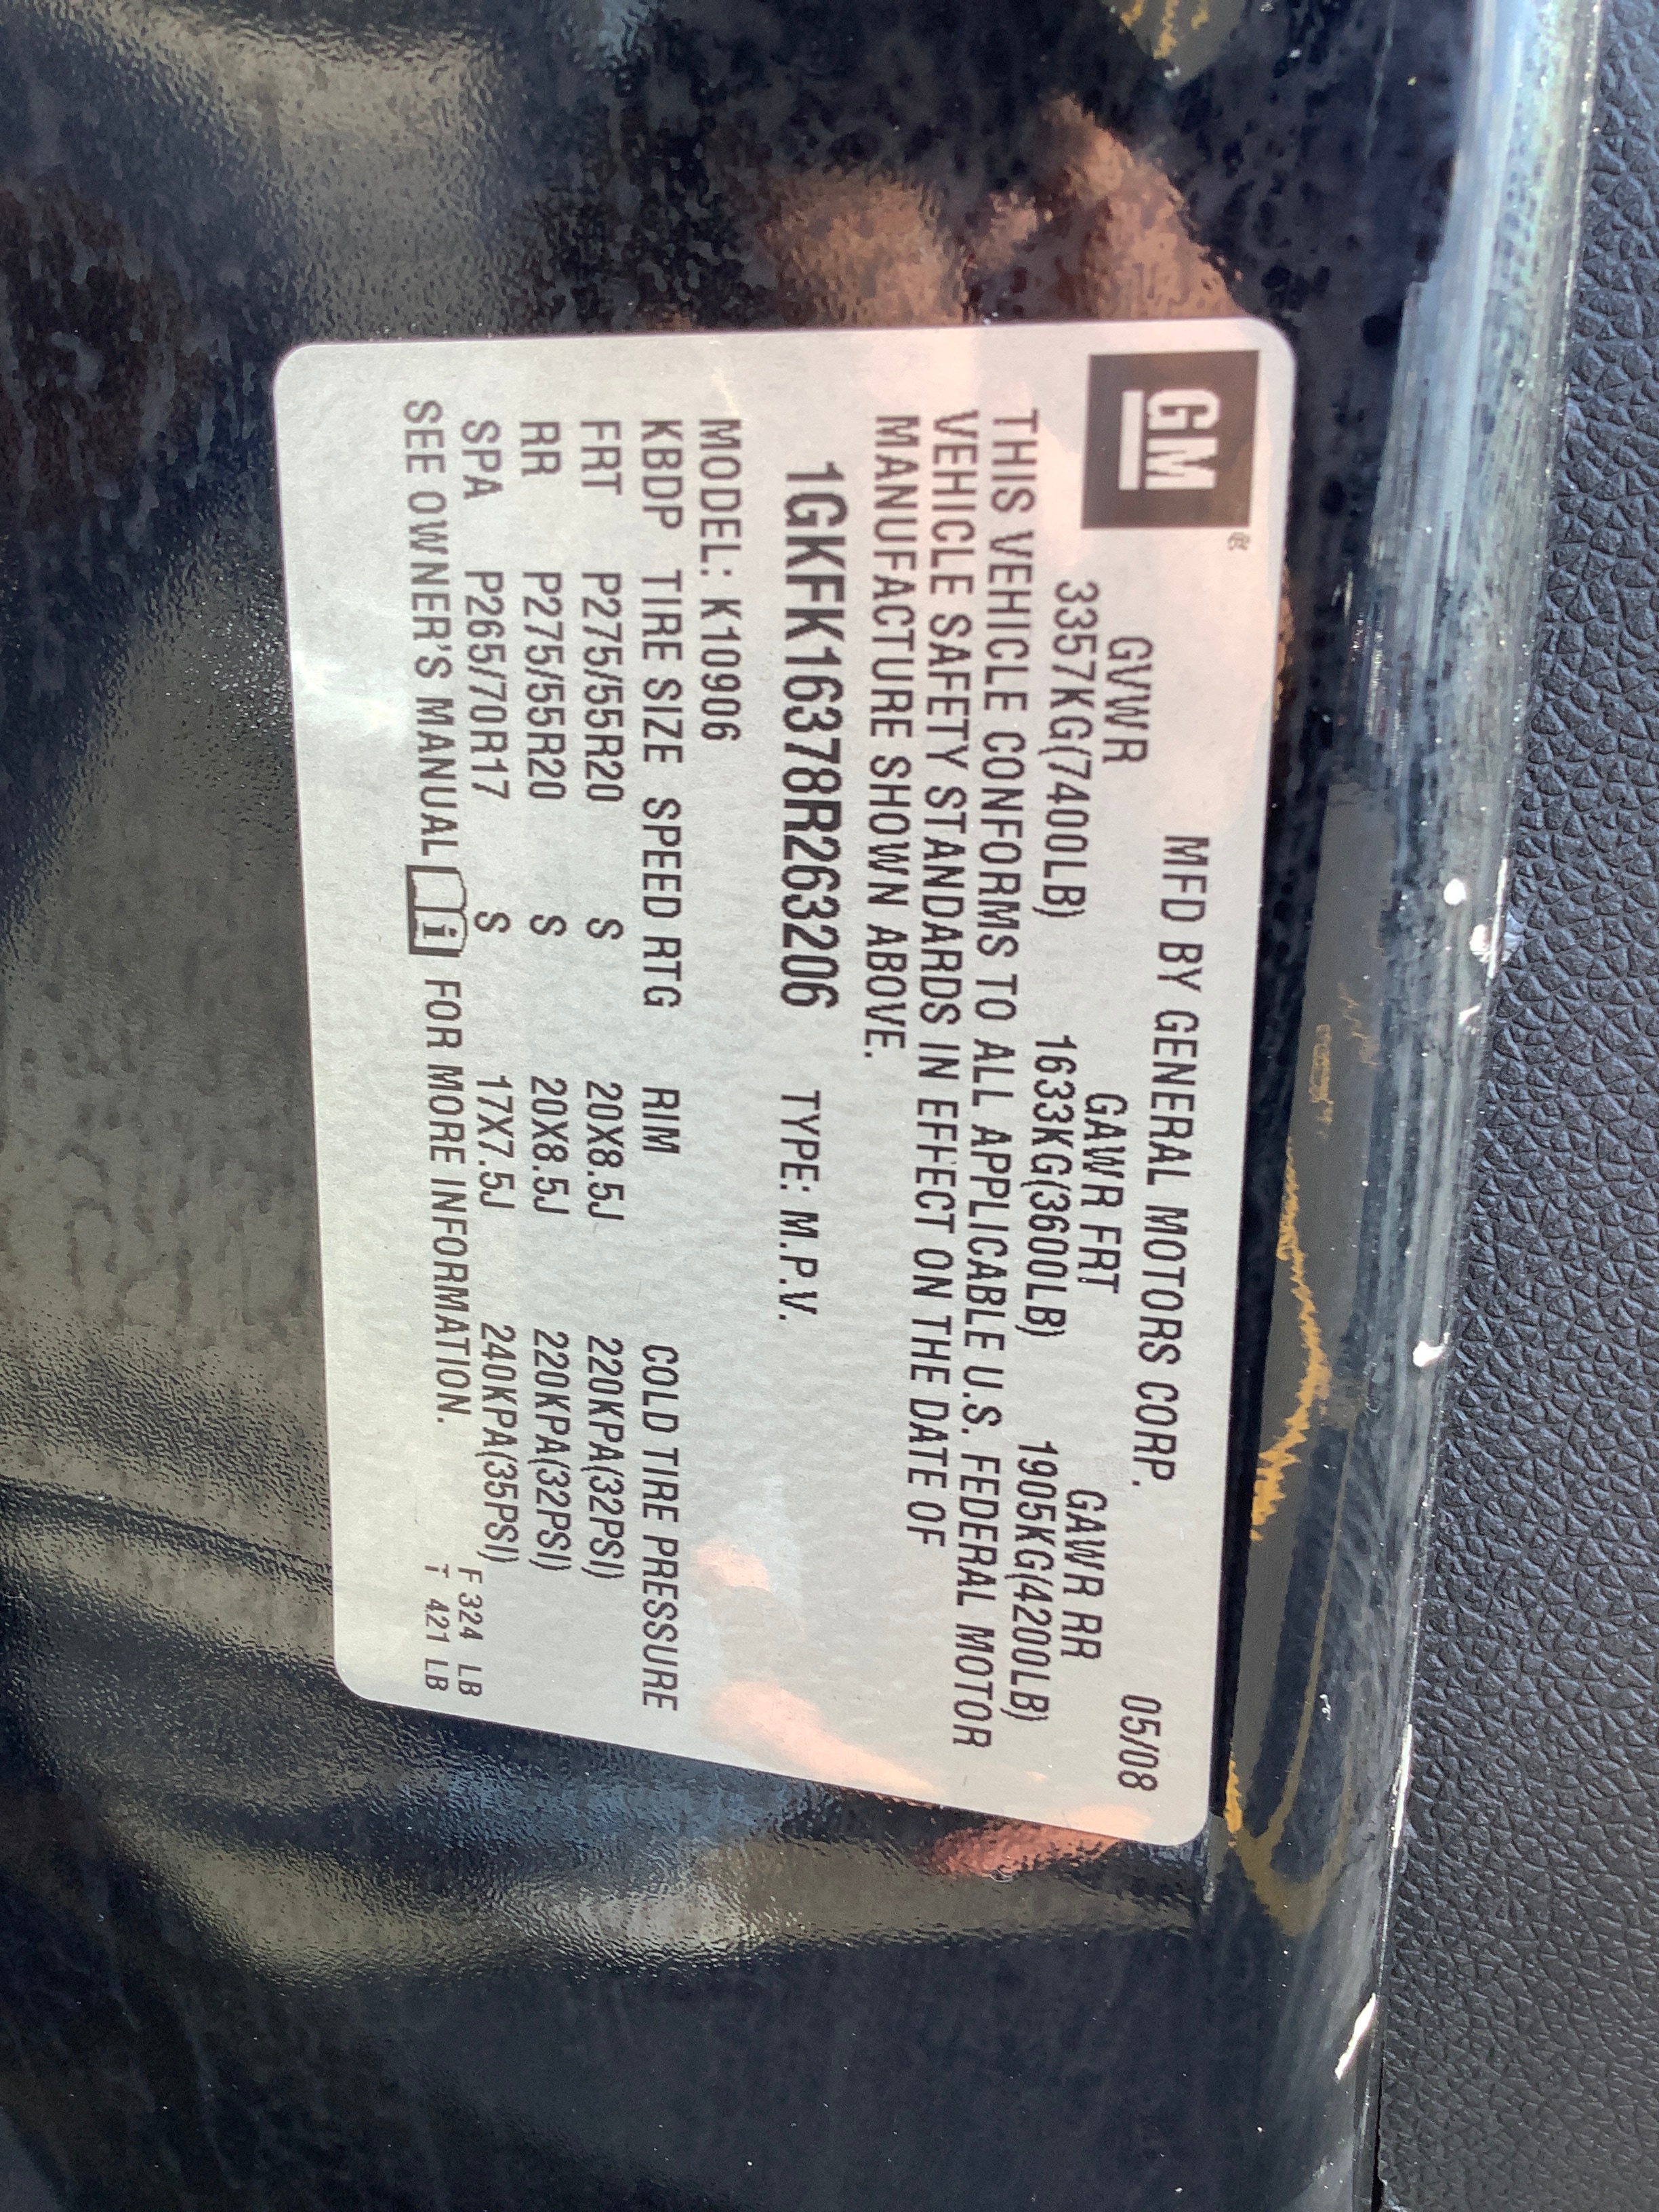 GM ®
MFD BY GENERAL MOTORS CORP. 05/08
GVWR GAWR FRT GAWR RR
3357KG(7400LB) 1633KG(3600LB) 1905KG(4200LB)
THIS VEHICLE CONFORMS TO ALL APPLICABLE U.S. FEDERAL MOTOR
VEHICLE SAFETY STANDARDS IN EFFECT ON THE DATE OF
MANUFACTURE SHOWN ABOVE.
1GKFK16378R263206 TYPE: M.P.V.
MODEL: K10906
KBDP TIRE SIZE SPEED RTG RIM COLD TIRE PRESSURE
FRT P275/55R20 S 20X8.5J 220KPA(32PSI)
RR P275/55R20 S 20X8.5J 220KPA(32PSI)
SPA P265/70R17 S 17X7.5J 240KPA(35PSI) F 324 LB
SEE OWNER'S MANUAL i FOR MORE INFORMATION. T 421 LB